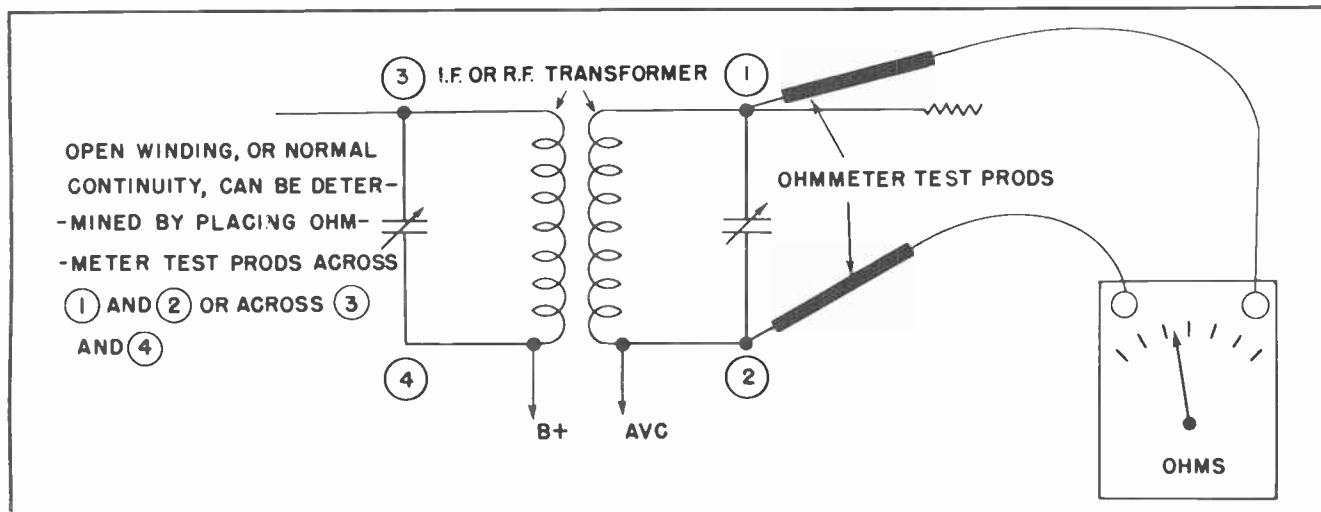 3 I.F. OR R.F. TRANSFORMER 1
OPEN WINDING, OR NORMAL
CONTINUITY, CAN BE DETER-
-MINED BY PLACING OHM-
-METER TEST PRODS ACROSS
1 AND 2 OR ACROSS 3
AND 4
OHMMETER TEST PRODS
4
2
B+
AVC
OHMS